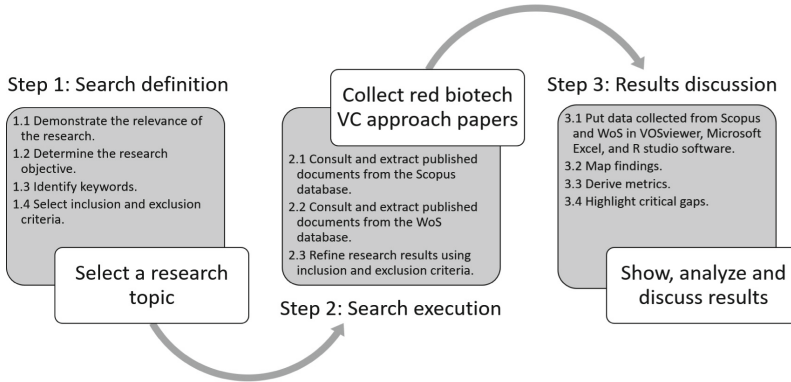 Step 1: Search definition
1.1 Demonstrate the relevance of
the research.
1.2 Determine the research
objective.
1.3 Identify keywords.
1.4 Select inclusion and exclusion
criteria.
Select a research
topic
Collect red biotech
VC approach papers
2.1 Consult and extract published
documents from the Scopus
database.
2.2 Consult and extract published
documents from the WoS
database.
2.3 Refine research results using
inclusion and exclusion criteria.
Step 2: Search execution
Step 3: Results discussion
3.1 Put data collected from Scopus
and WoS in VOSviewer, Microsoft
Excel, and R studio software.
3.2 Map findings.
3.3 Derive metrics.
3.4 Highlight critical gaps.
Show, analyze and
discuss results